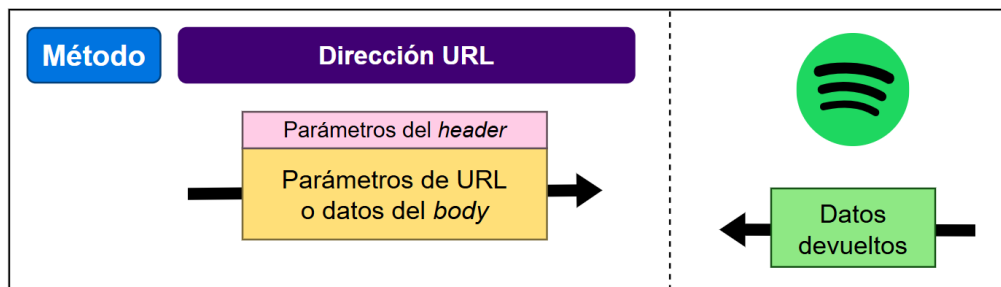 Método
Dirección URL
Parámetros del header
Parámetros de URL
o datos del body
Datos
devueltos